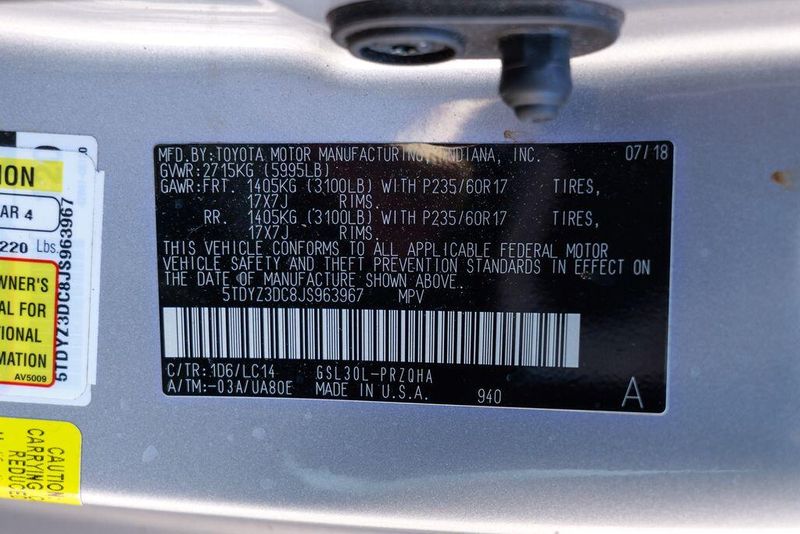 MFD.BY:TOYOTA MOTOR MANUFACTURING, INDIANA, INC. 07/18
GVWR:2715KG (5995LB)
GAWR:FRT. 1405KG (3100LB) WITH P235/60R17 TIRES,
17X7J RIMS.
RR. 1405KG (3100LB) WITH P235/60R17 TIRES,
17X7J RIMS.
THIS VEHICLE CONFORMS TO ALL APPLICABLE FEDERAL MOTOR
VEHICLE SAFETY AND THEFT PREVENTION STANDARDS IN EFFECT ON
THE DATE OF MANUFACTURE SHOWN ABOVE.
5TDYZ3DC8JS963967 MPV
C/TR:1D6/LC14 GSL30L-PRZQHA
A/TM:-03A/UA80E MADE IN U.S.A. 940 A
ION
AR 4
220 Lbs.
WNER'S
AL FOR
TIONAL
MATION
AV5009
5TDYZ3DC8JS963967
CAUTION
CARRYING
REDUCE